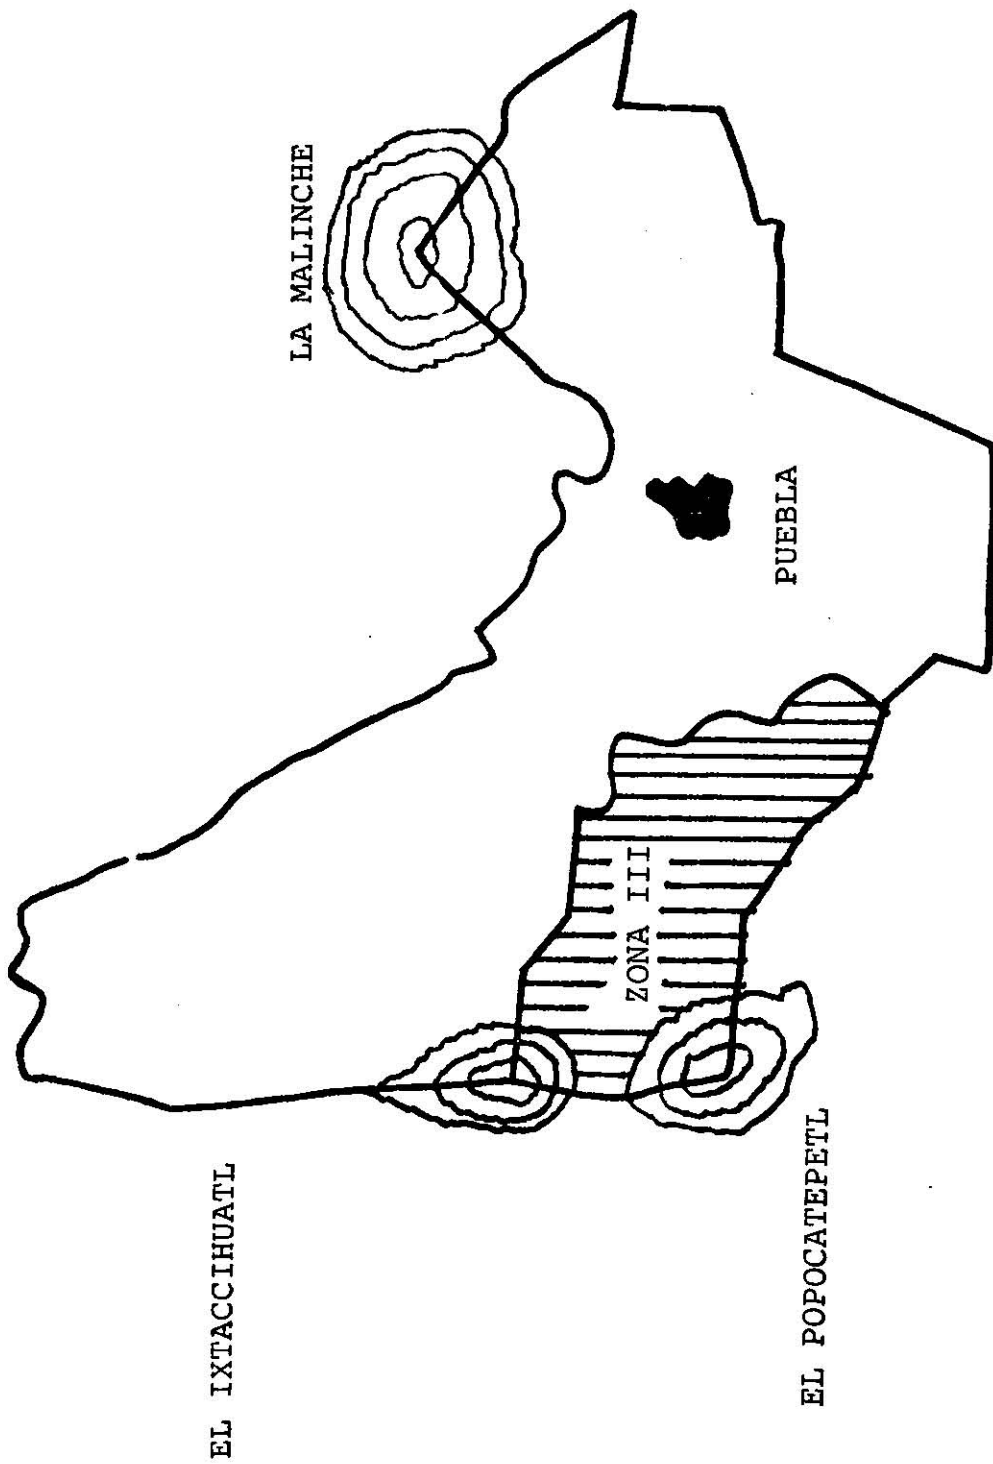 LA MALINCHE
EL IXTACCIHUATL
ZONA III
PUEBLA
EL POPOCATEPETL